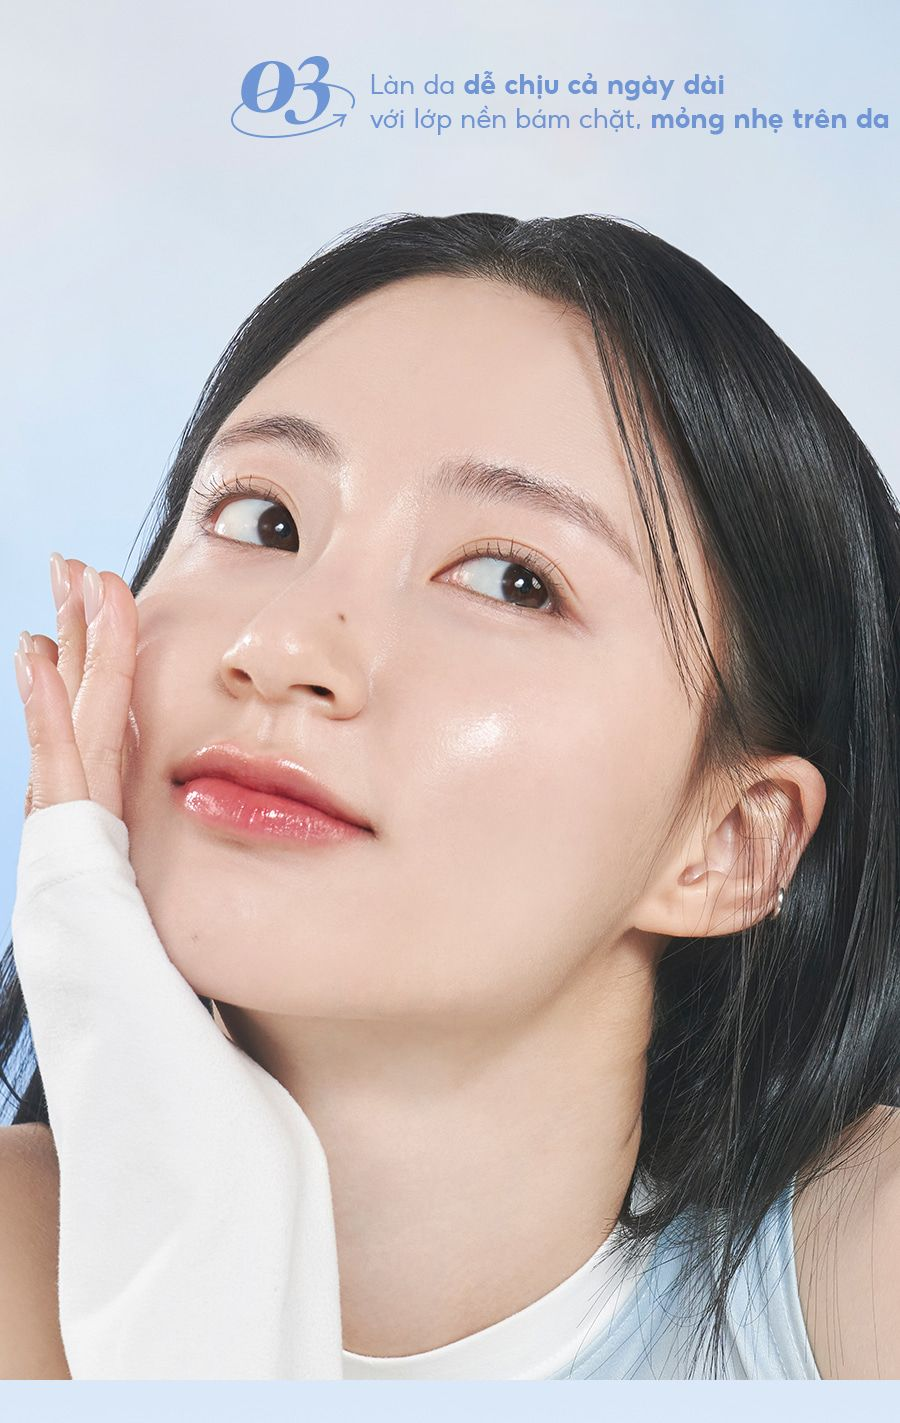 03
Làn da dễ chịu cả ngày dài
với lớp nền bám chặt, mỏng nhẹ trên da